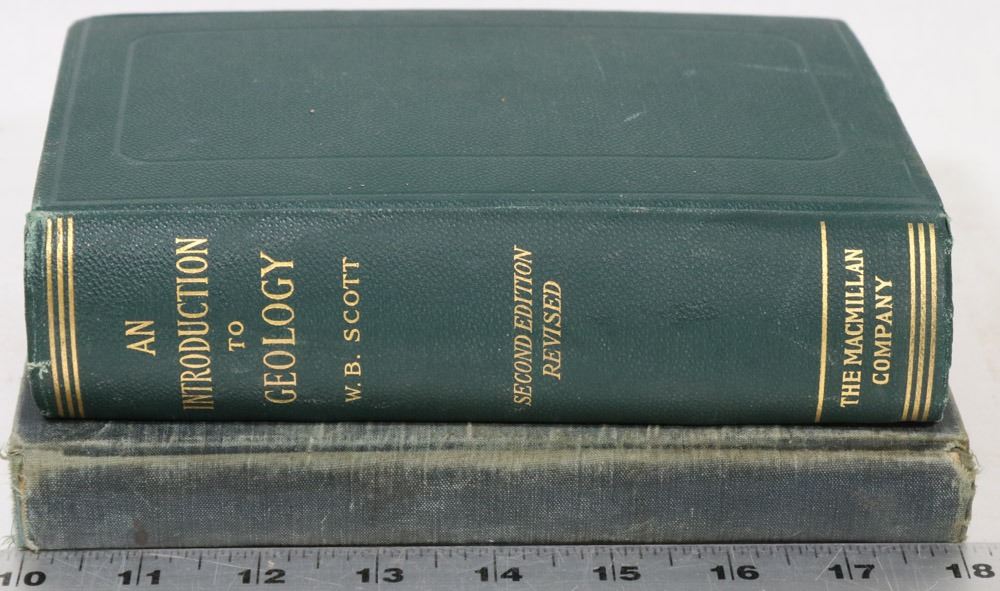 AN
INTRODUCTION
TO
GEOLOGY
W. B. SCOTT
SECOND EDITION
REVISED
THE MACMILLAN
COMPANY
10 11 12 13 14 15 16 17 18